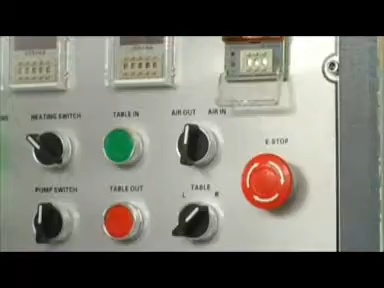 HEATING SWITCH
TABLE IN
AIR OUT
AIR IN
E-STOP
PUMP SWITCH
TABLE OUT
TABLE
L
R